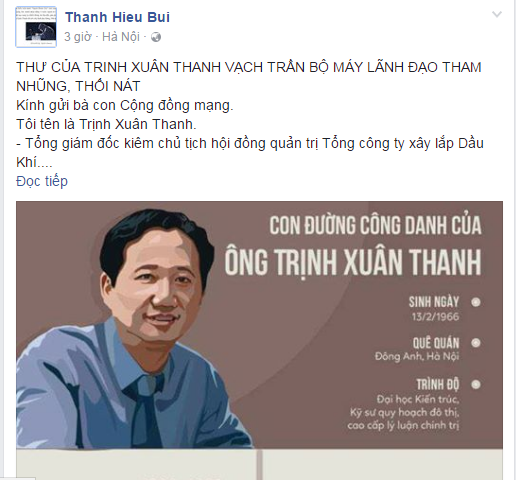 Thanh Hieu Bui
3 giờ · Hà Nội ·
THƯ CỦA TRỊNH XUÂN THANH VẠCH TRẦN BỘ MÁY LÃNH ĐẠO THAM
NHŨNG, THỐI NÁT
Kính gửi bà con Cộng đồng mạng.
Tôi tên là Trịnh Xuân Thanh.
- Tổng giám đốc kiêm chủ tịch hội đồng quản trị Tổng công ty xây lắp Dầu
Khí....
Đọc tiếp
CON ĐƯỜNG CÔNG DANH CỦA
ÔNG TRỊNH XUÂN THANH
SINH NGÀY
13/2/1966
QUÊ QUÁN
Đông Anh, Hà Nội
TRÌNH ĐỘ
Đại học Kiến trúc,
Kỹ sư quy hoạch đô thị,
cao cấp lý luận chính trị